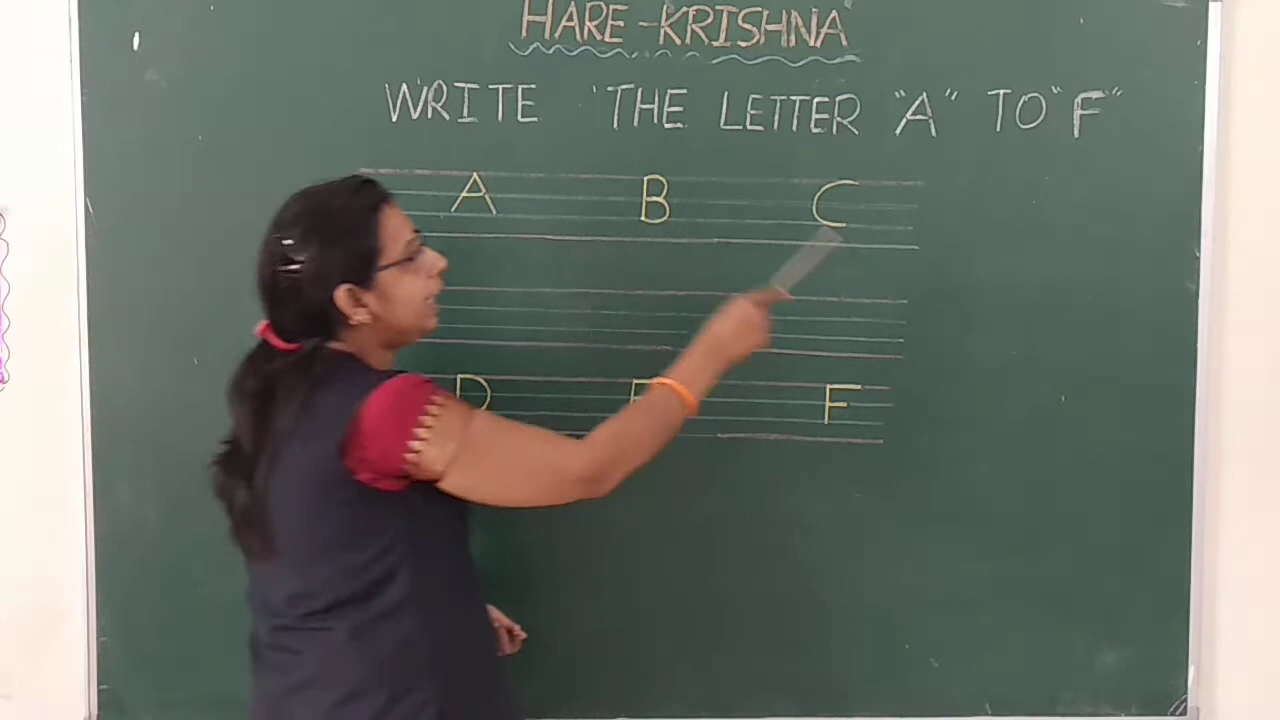 HARE-KRISHNA
WRITE 'THE LETTER "A" TO "F"
A B C
D E F